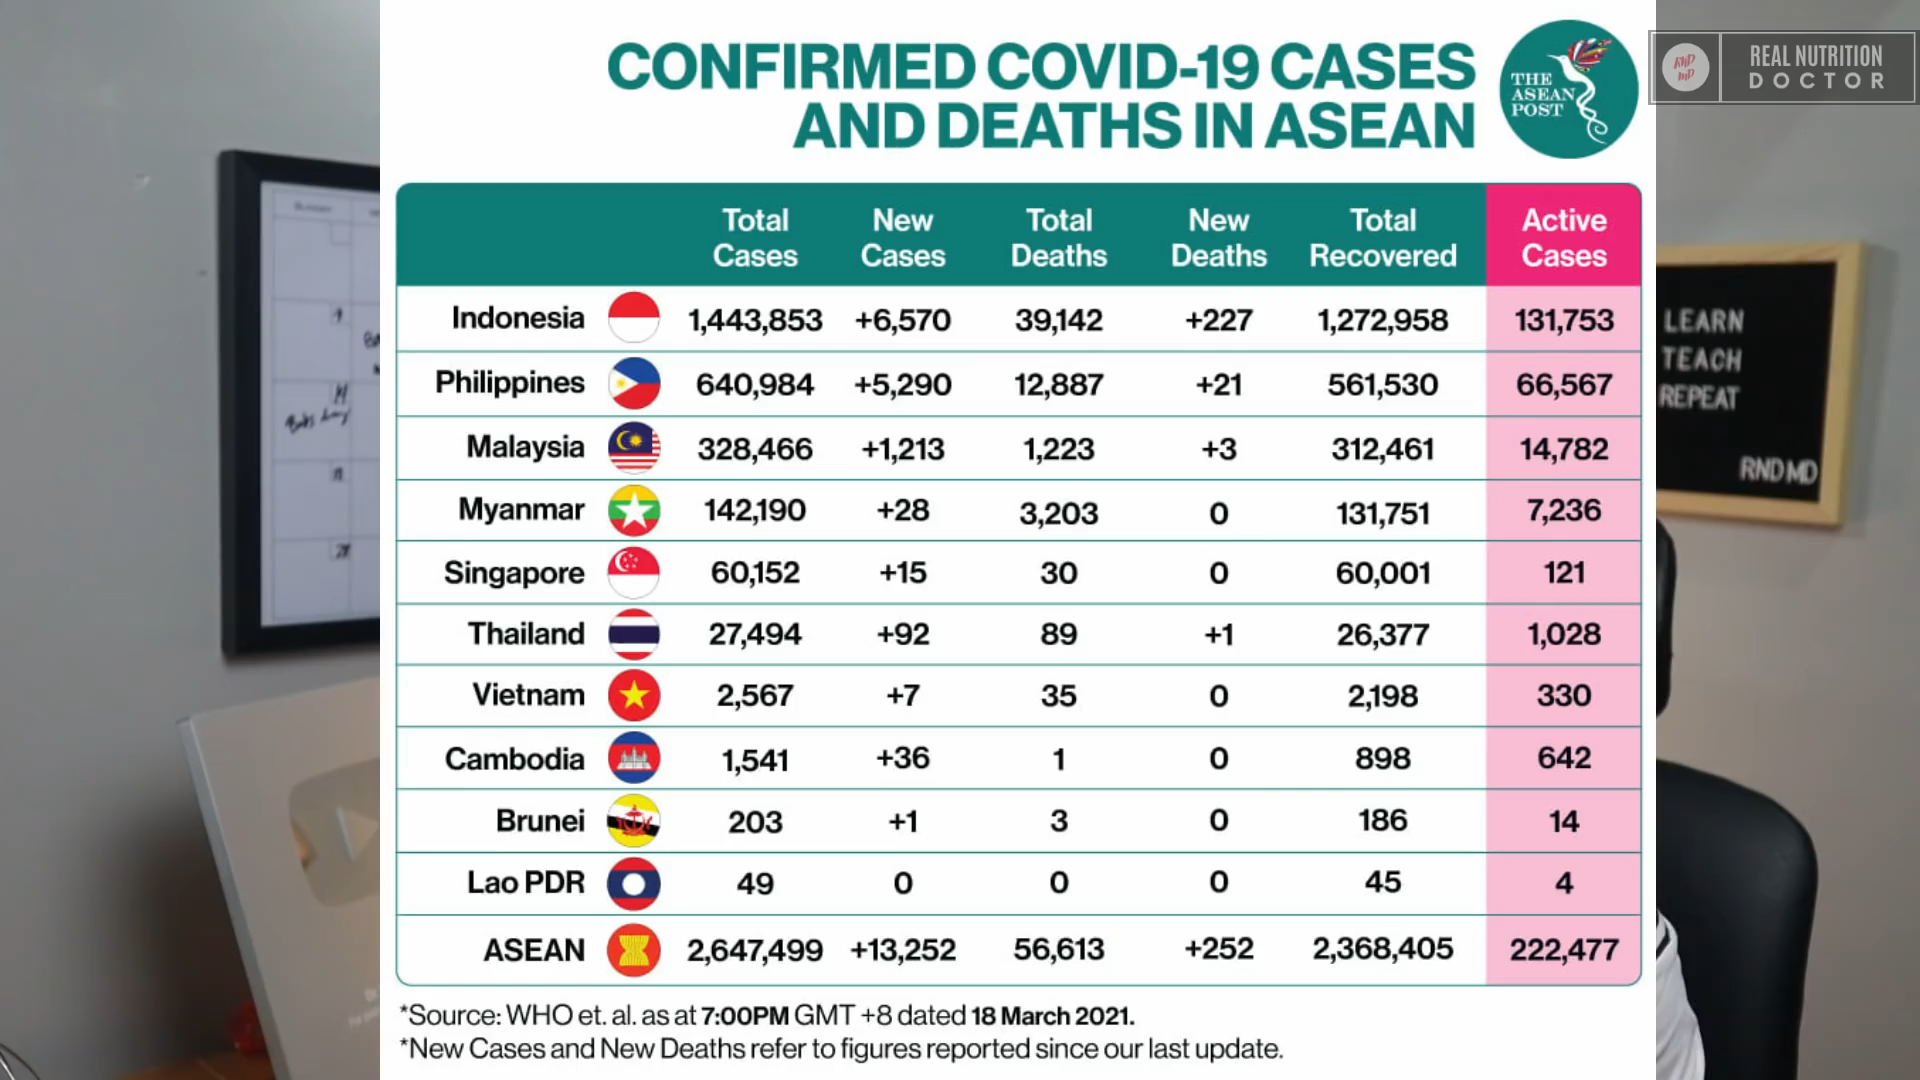 CONFIRMED COVID-19 CASES
AND DEATHS IN ASEAN
THE
ASEAN
POST
RND
MD
REAL NUTRITION
DOCTOR
Total Cases New Cases Total Deaths New Deaths Total Recovered Active Cases
Indonesia 1,443,853 +6,570 39,142 +227 1,272,958 131,753
Philippines 640,984 +5,290 12,887 +21 561,530 66,567
Malaysia 328,466 +1,213 1,223 +3 312,461 14,782
Myanmar 142,190 +28 3,203 0 131,751 7,236
Singapore 60,152 +15 30 0 60,001 121
Thailand 27,494 +92 89 +1 26,377 1,028
Vietnam 2,567 +7 35 0 2,198 330
Cambodia 1,541 +36 1 0 898 642
Brunei 203 +1 3 0 186 14
Lao PDR 49 0 0 0 45 4
ASEAN 2,647,499 +13,252 56,613 +252 2,368,405 222,477
*Source: WHO et. al. as at 7:00PM GMT +8 dated 18 March 2021.
*New Cases and New Deaths refer to figures reported since our last update.
LEARN
TEACH
REPEAT
RNDMD